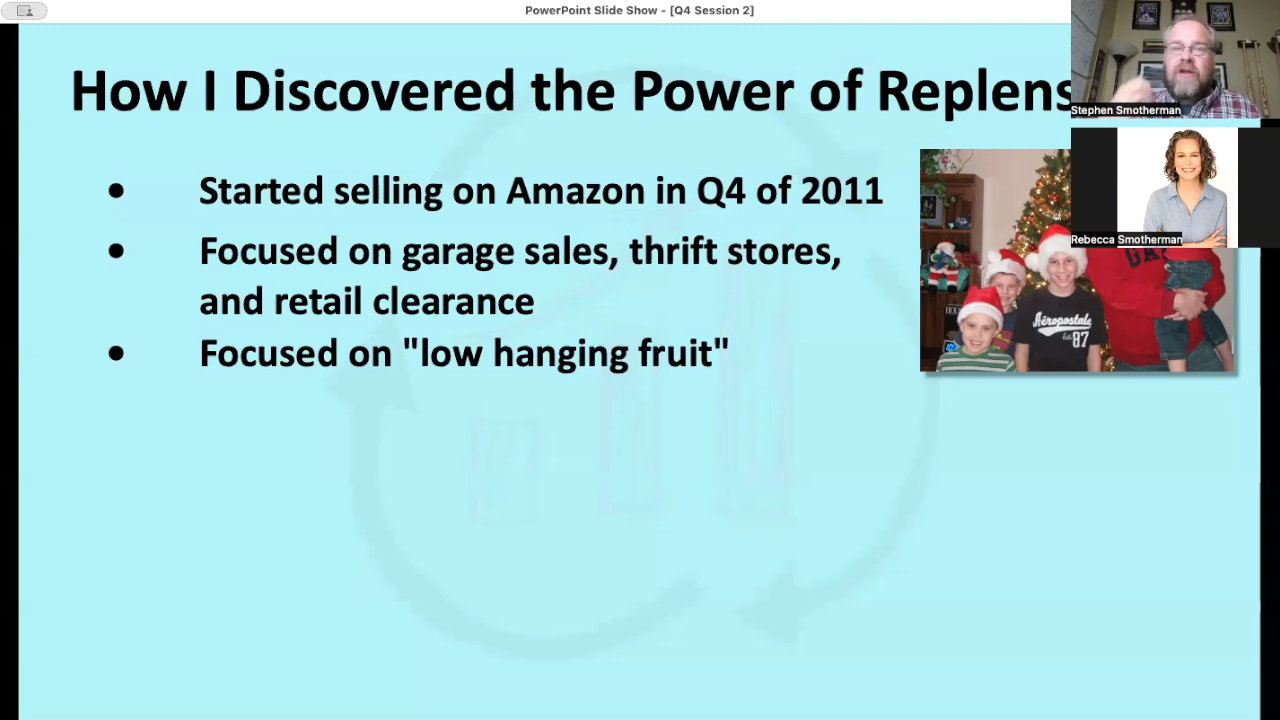 PowerPoint Slide Show - [Q4 Session 2]
How I Discovered the Power of Replens
• Started selling on Amazon in Q4 of 2011
• Focused on garage sales, thrift stores,
and retail clearance
• Focused on "low hanging fruit"
Stephen Smotherman
Rebecca Smotherman
GA
HO
Aéropostale
87